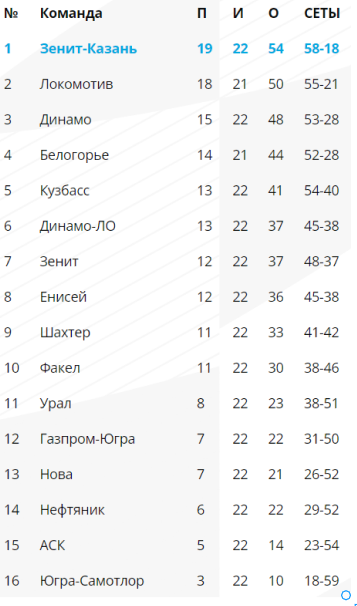 № Команда П И О СЕТЫ
1 Зенит-Казань 19 22 54 58-18
2 Локомотив 18 21 50 55-21
3 Динамо 15 22 48 53-28
4 Белогорье 14 21 44 52-28
5 Кузбасс 13 22 41 54-40
6 Динамо-ЛО 13 22 37 45-38
7 Зенит 12 22 37 48-37
8 Енисей 12 22 36 45-38
9 Шахтер 11 22 33 41-42
10 Факел 11 22 30 38-46
11 Урал 8 22 23 38-51
12 Газпром-Югра 7 22 22 31-50
13 Нова 7 22 21 26-52
14 Нефтяник 6 22 22 29-52
15 АСК 5 22 14 23-54
16 Югра-Самотлор 3 22 10 18-59